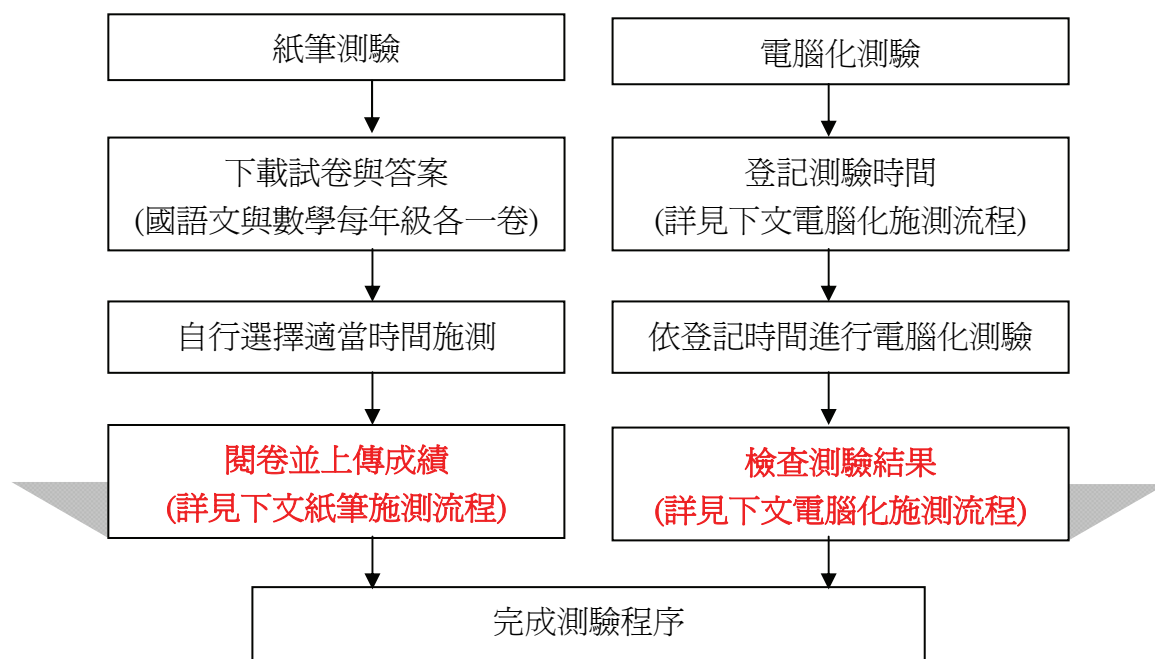 紙筆測驗
下載試卷與答案
(國語文與數學每年級各一卷)
自行選擇適當時間施測
閱卷並上傳成績
(詳見下文紙筆施測流程)
電腦化測驗
登記測驗時間
(詳見下文電腦化施測流程)
依登記時間進行電腦化測驗
檢查測驗結果
(詳見下文電腦化施測流程)
完成測驗程序